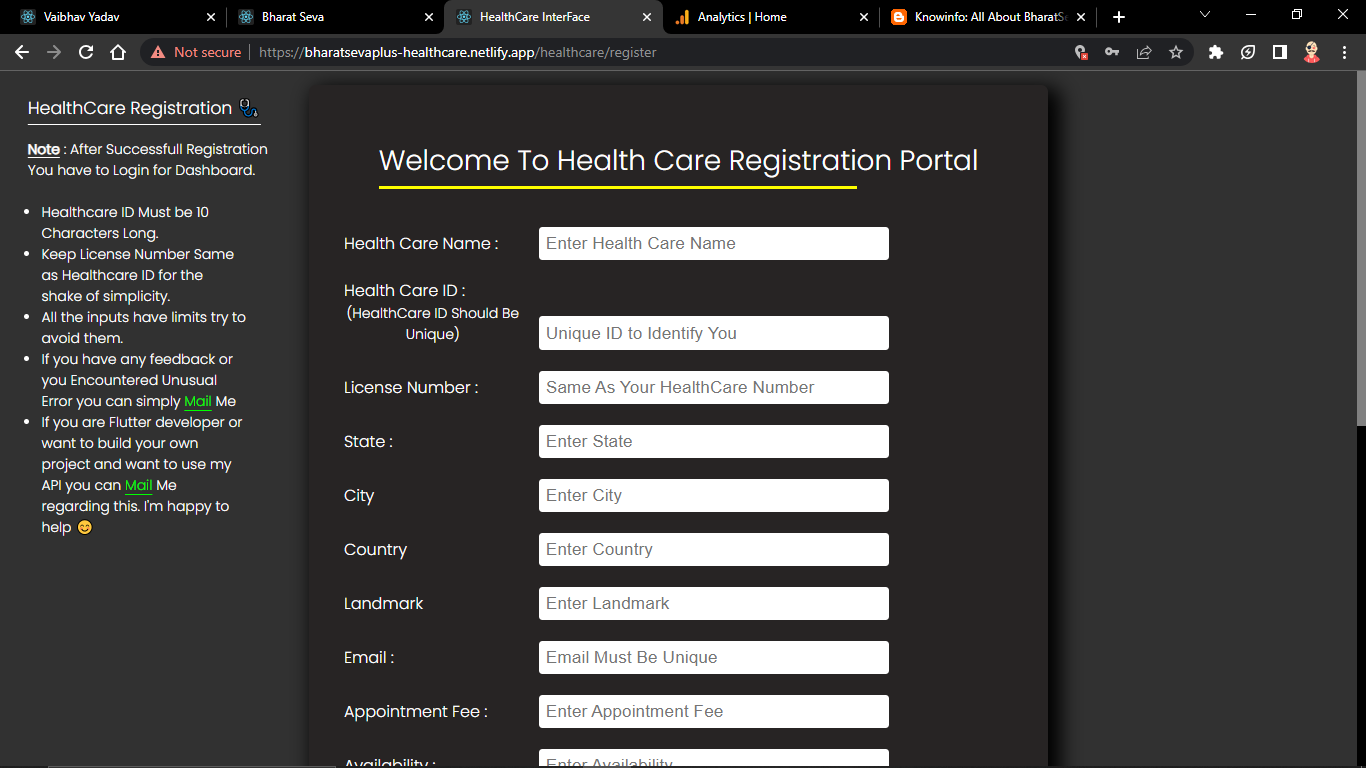 Vaibhav Yadav
Bharat Seva
HealthCare InterFace
Analytics | Home
Knowinfo: All About BharatSe
Not secure
https://bharatsevaplus-healthcare.netlify.app/healthcare/register
HealthCare Registration
Note : After Successfull Registration
You have to Login for Dashboard.
Healthcare ID Must be 10
Characters Long.
Keep License Number Same
as Healthcare ID for the
shake of simplicity.
All the inputs have limits try to
avoid them.
If you have any feedback or
you Encountered Unusual
Error you can simply Mail Me
If you are Flutter developer or
want to build your own
project and want to use my
API you can Mail Me
regarding this. I'm happy to
help 😊
Welcome To Health Care Registration Portal
Health Care Name :
Enter Health Care Name
Health Care ID :
(HealthCare ID Should Be
Unique)
Unique ID to Identify You
License Number :
Same As Your HealthCare Number
State :
Enter State
City
Enter City
Country
Enter Country
Landmark
Enter Landmark
Email :
Email Must Be Unique
Appointment Fee :
Enter Appointment Fee
Availability :
Enter Availability